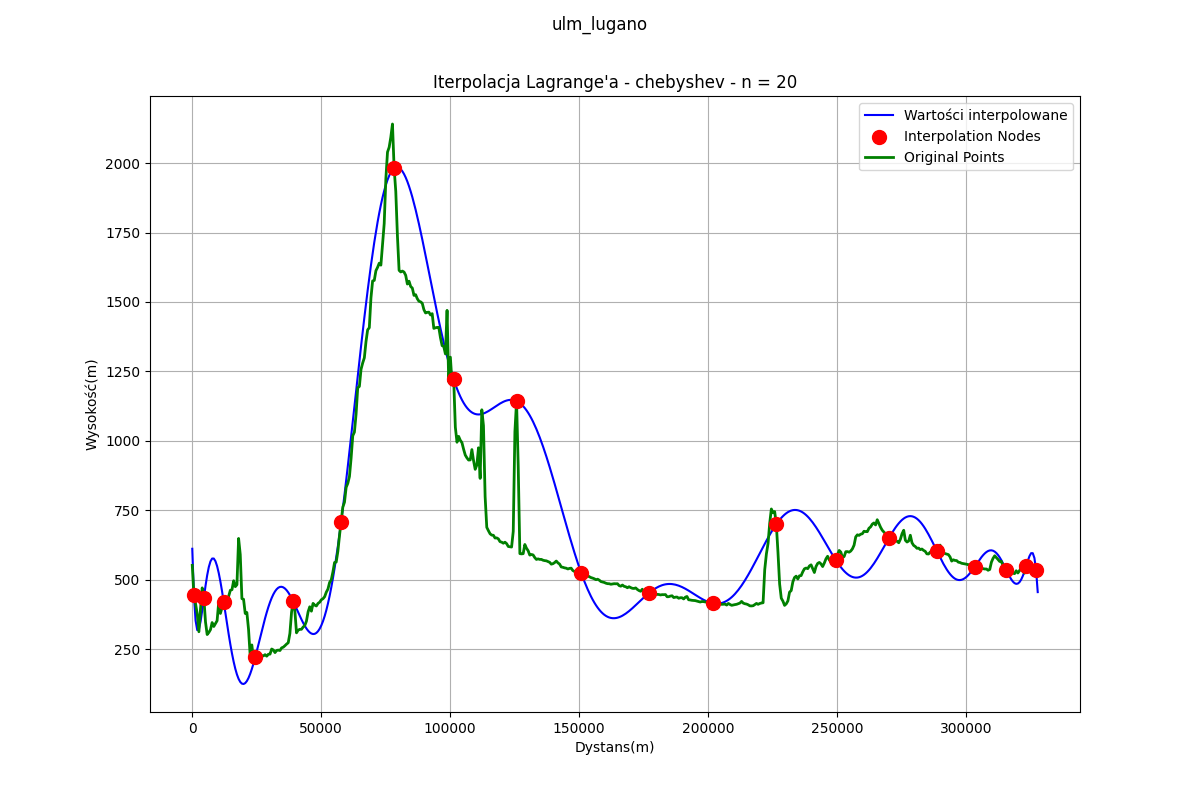 ulm_lugano
Iterpolacja Lagrange'a - chebyshev - n = 20
Wartości interpolowane
Interpolation Nodes
Original Points
Wysokość(m)
2000
1750
1500
1250
1000
750
500
250
0 50000 100000 150000 200000 250000 300000
Dystans(m)